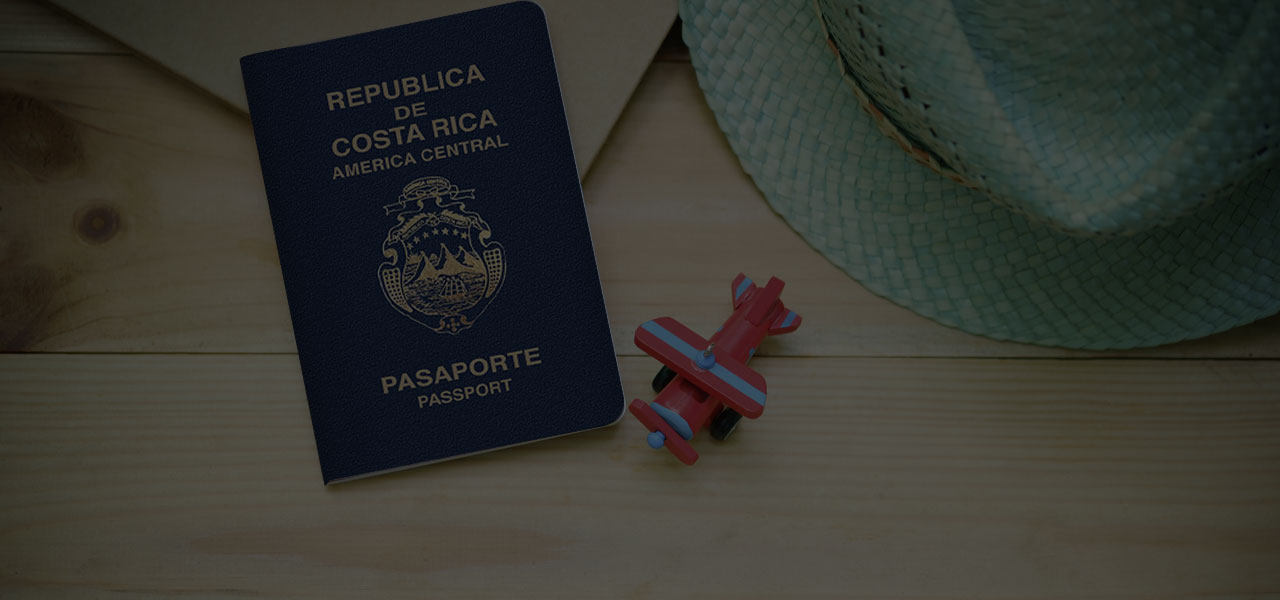 REPUBLICA
DE
COSTA RICA
AMERICA CENTRAL
PASAPORTE
PASSPORT